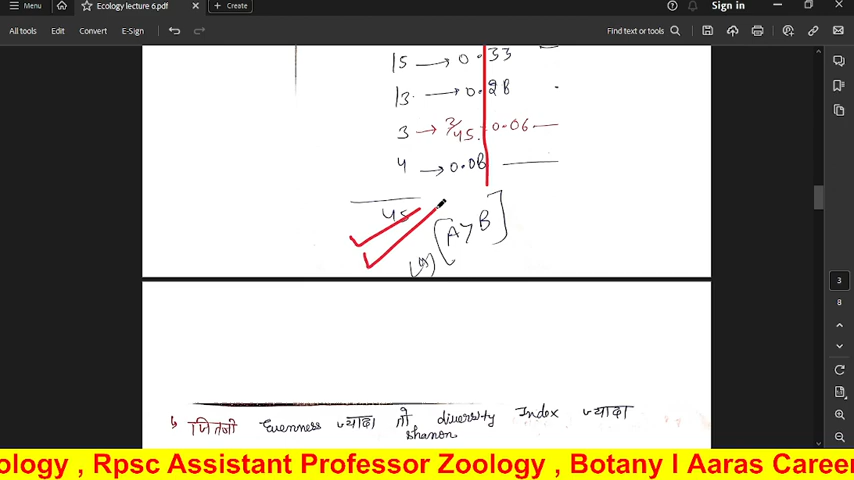 Menu
Ecology lecture 6.pdf
Create
Sign in
All tools Edit Convert E-Sign
Find text or tools
15 → 0.33
13 → 0.28
3 → 3/45 0.06
4 → 0.08
45
[A > B]
3
8
जितनी Evenness ज्यादा तो diversity Index ज्यादा
shanon
ology , Rpsc Assistant Professor Zoology , Botany I Aaras Career